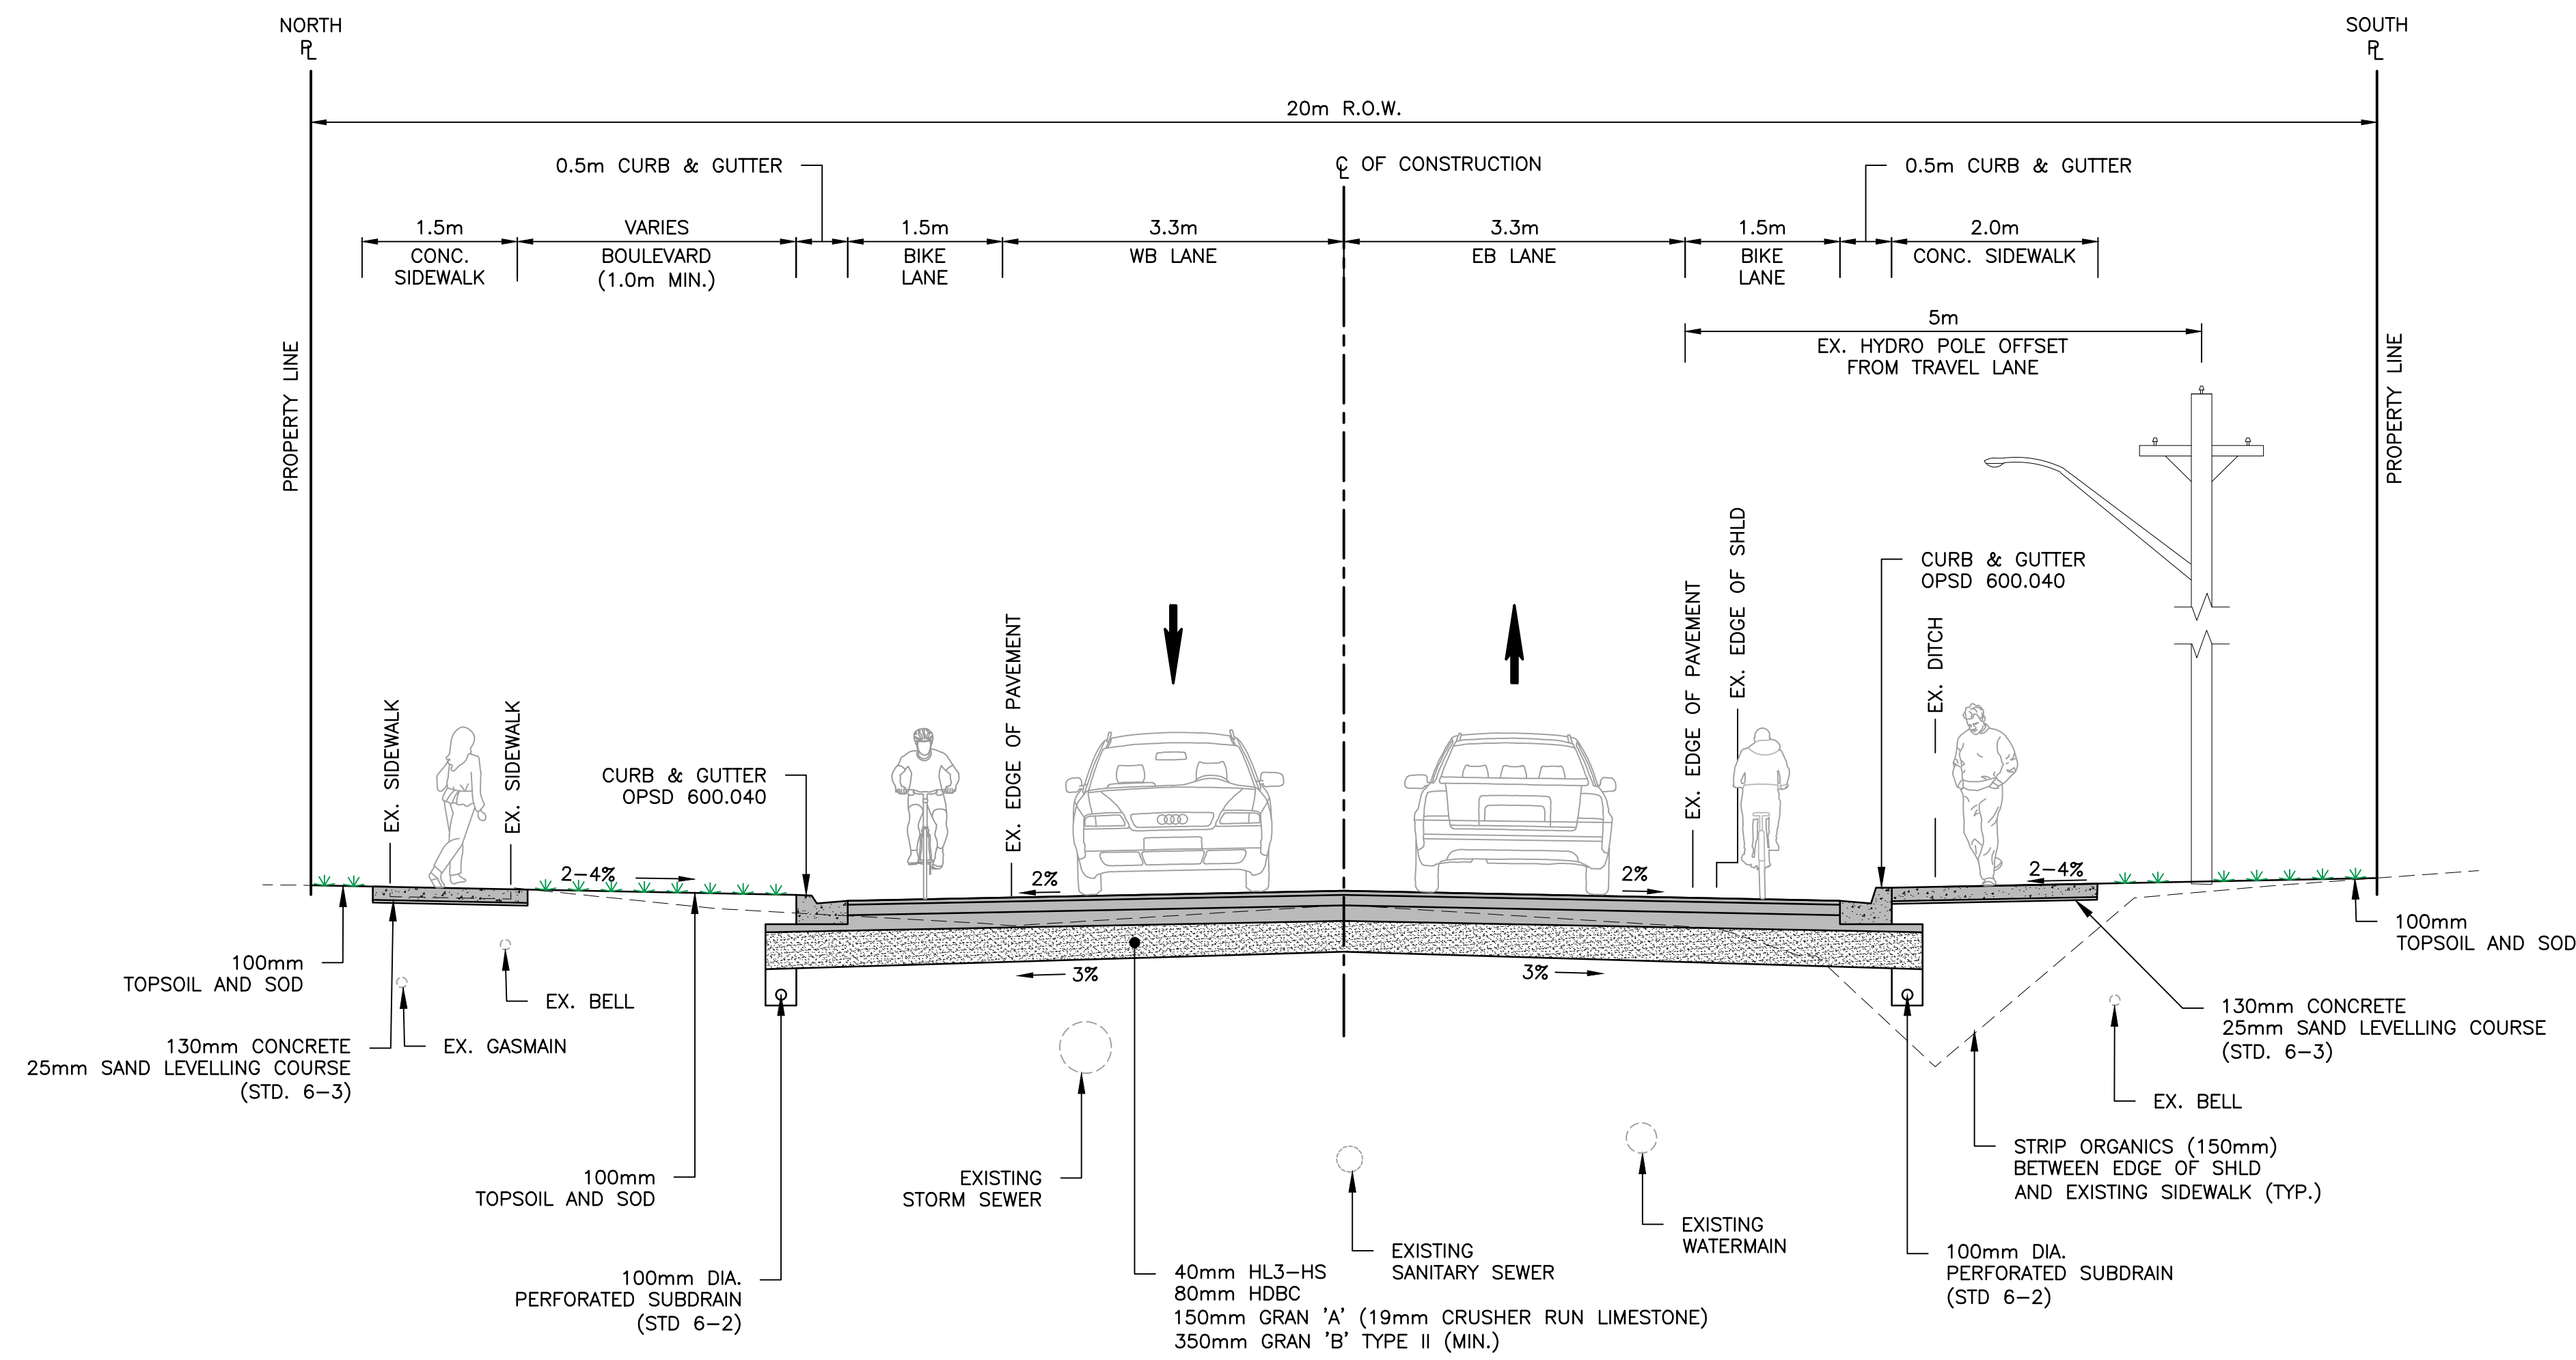 NORTH
PL
SOUTH
PL
20m R.O.W.
0.5m CURB & GUTTER
CL OF CONSTRUCTION
0.5m CURB & GUTTER
1.5m
CONC.
SIDEWALK
VARIES
BOULEVARD
(1.0m MIN.)
1.5m
BIKE
LANE
3.3m
WB LANE
3.3m
EB LANE
1.5m
BIKE
LANE
2.0m
CONC. SIDEWALK
5m
EX. HYDRO POLE OFFSET
FROM TRAVEL LANE
PROPERTY LINE
PROPERTY LINE
EX. SIDEWALK
EX. SIDEWALK
CURB & GUTTER
OPSD 600.040
EX. EDGE OF PAVEMENT
EX. EDGE OF PAVEMENT
EX. EDGE OF SHLD
CURB & GUTTER
OPSD 600.040
EX. DITCH
2-4%
2%
2%
2-4%
3%
3%
100mm
TOPSOIL AND SOD
EX. BELL
EX. GASMAIN
130mm CONCRETE
25mm SAND LEVELLING COURSE
(STD. 6-3)
100mm
TOPSOIL AND SOD
100mm DIA.
PERFORATED SUBDRAIN
(STD 6-2)
EXISTING
STORM SEWER
40mm HL3-HS
80mm HDBC
150mm GRAN 'A' (19mm CRUSHER RUN LIMESTONE)
350mm GRAN 'B' TYPE II (MIN.)
EXISTING
SANITARY SEWER
EXISTING
WATERMAIN
100mm
TOPSOIL AND SOD
130mm CONCRETE
25mm SAND LEVELLING COURSE
(STD. 6-3)
EX. BELL
STRIP ORGANICS (150mm)
BETWEEN EDGE OF SHLD
AND EXISTING SIDEWALK (TYP.)
100mm DIA.
PERFORATED SUBDRAIN
(STD 6-2)